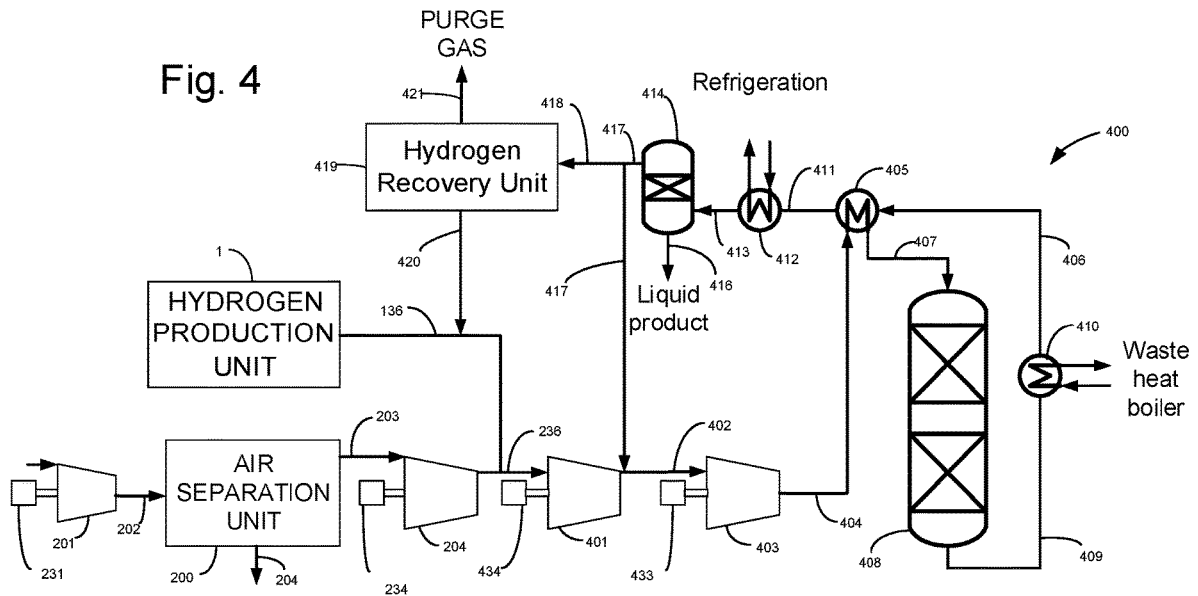 PURGE
GAS
Fig. 4
Refrigeration
421
418
417
414
400
Hydrogen
Recovery Unit
419
411
405
413
412
407
406
420
417
416
Liquid
product
1
HYDROGEN
PRODUCTION
UNIT
136
410
Waste
heat
boiler
203
236
402
AIR
SEPARATION
UNIT
202
201
231
200
204
234
204
434
401
433
403
404
408
409